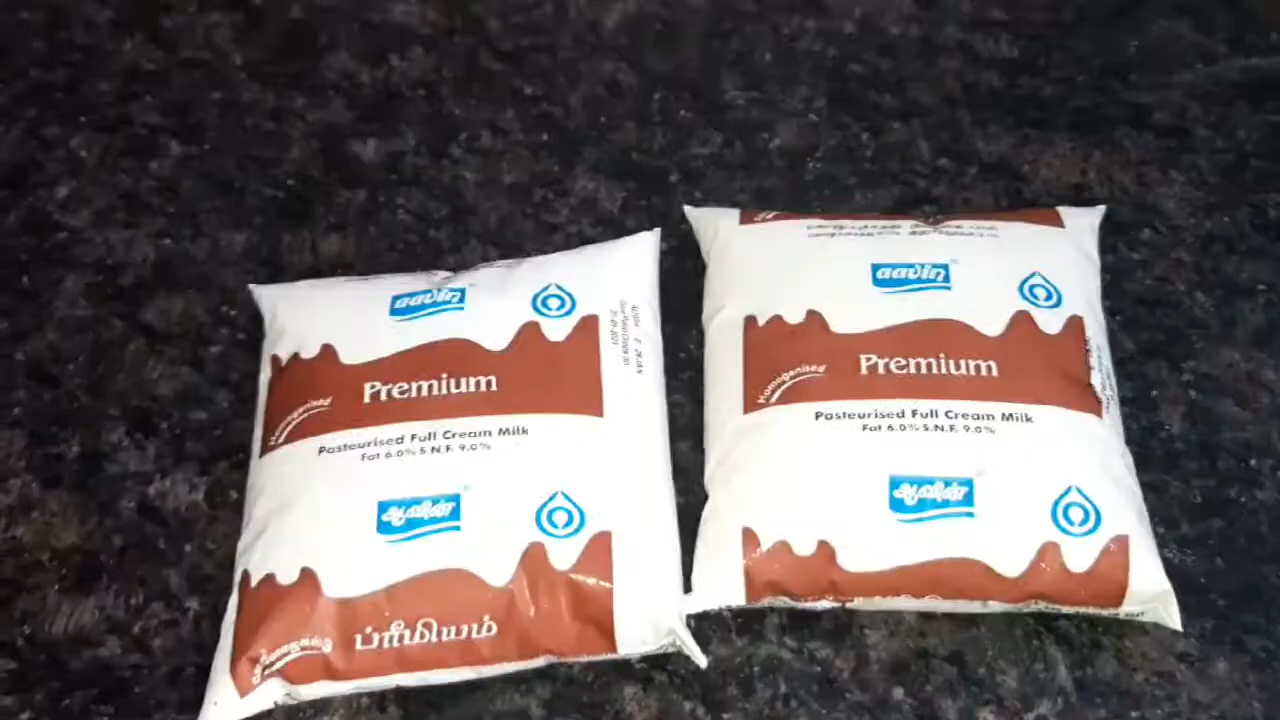 aavin
Premium
Homogenised
Pasteurised Full Cream Milk
Fat 6.0% S.N.F. 9.0%
ஆவின்
ப்ரீமியம்
aavin
Premium
Homogenised
Pasteurised Full Cream Milk
Fat 6.0% S.N.F. 9.0%
ஆவின்